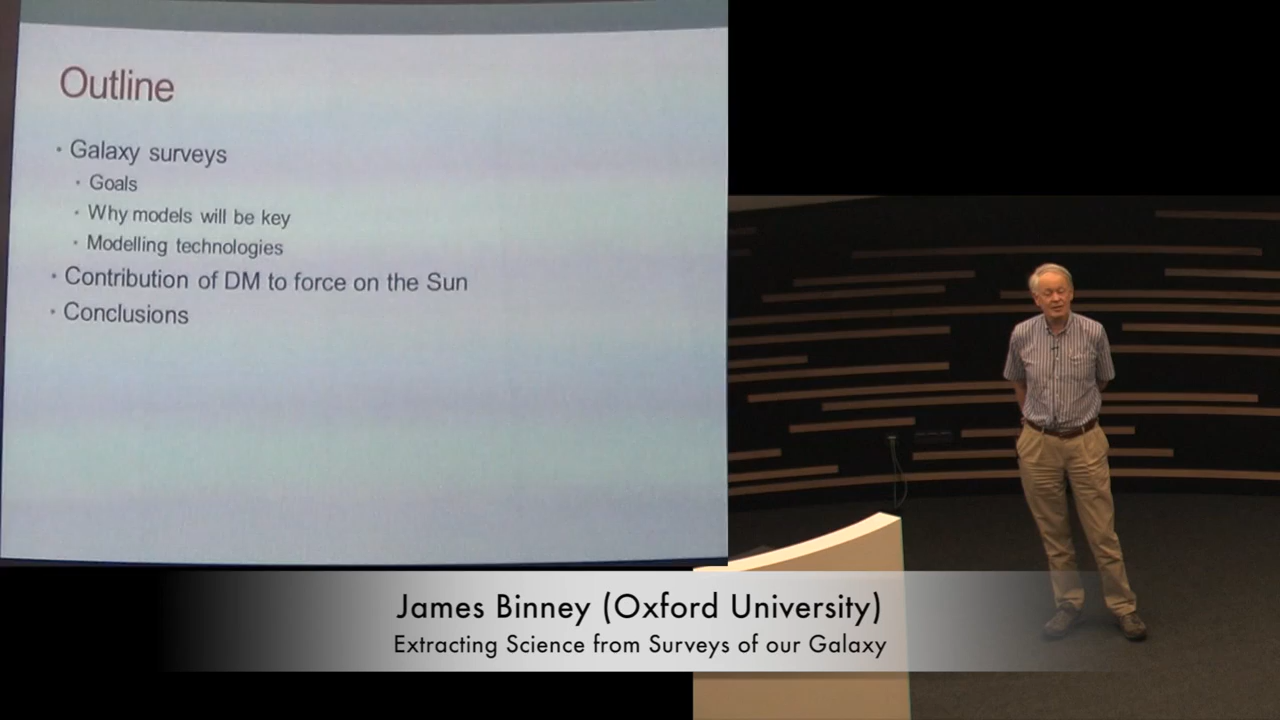 Outline
• Galaxy surveys
• Goals
• Why models will be key
• Modelling technologies
• Contribution of DM to force on the Sun
• Conclusions
James Binney (Oxford University)
Extracting Science from Surveys of our Galaxy